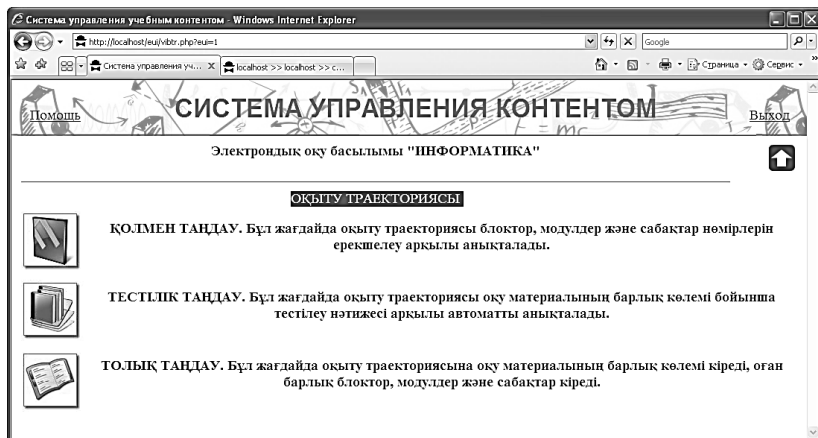 Система управления учебным контентом - Windows Internet Explorer
http://localhost/eui/vibtr.php?eui=1
Google
Система управления уч... X
localhost >> localhost >> c...
Страница
Сервис
Помощь
СИСТЕМА УПРАВЛЕНИЯ КОНТЕНТОМ
Выход
Электрондық оқу басылымы "ИНФОРМАТИКА"
ОҚЫТУ ТРАЕКТОРИЯСЫ
ҚОЛМЕН ТАҢДАУ. Бұл жағдайда оқыту траекториясы блоктор, модулдер және сабақтар нөмірлерін
ерекшелеу арқылы анықталады.
ТЕСТІЛІК ТАҢДАУ. Бұл жағдайда оқыту траекториясы оқу материалының барлық көлемі бойынша
тестілеу нәтижесі арқылы автоматты анықталады.
ТОЛЫҚ ТАҢДАУ. Бұл жағдайда оқыту траекториясына оқу материалының барлық көлемі кіреді, оған
барлық блоктор, модулдер және сабақтар кіреді.